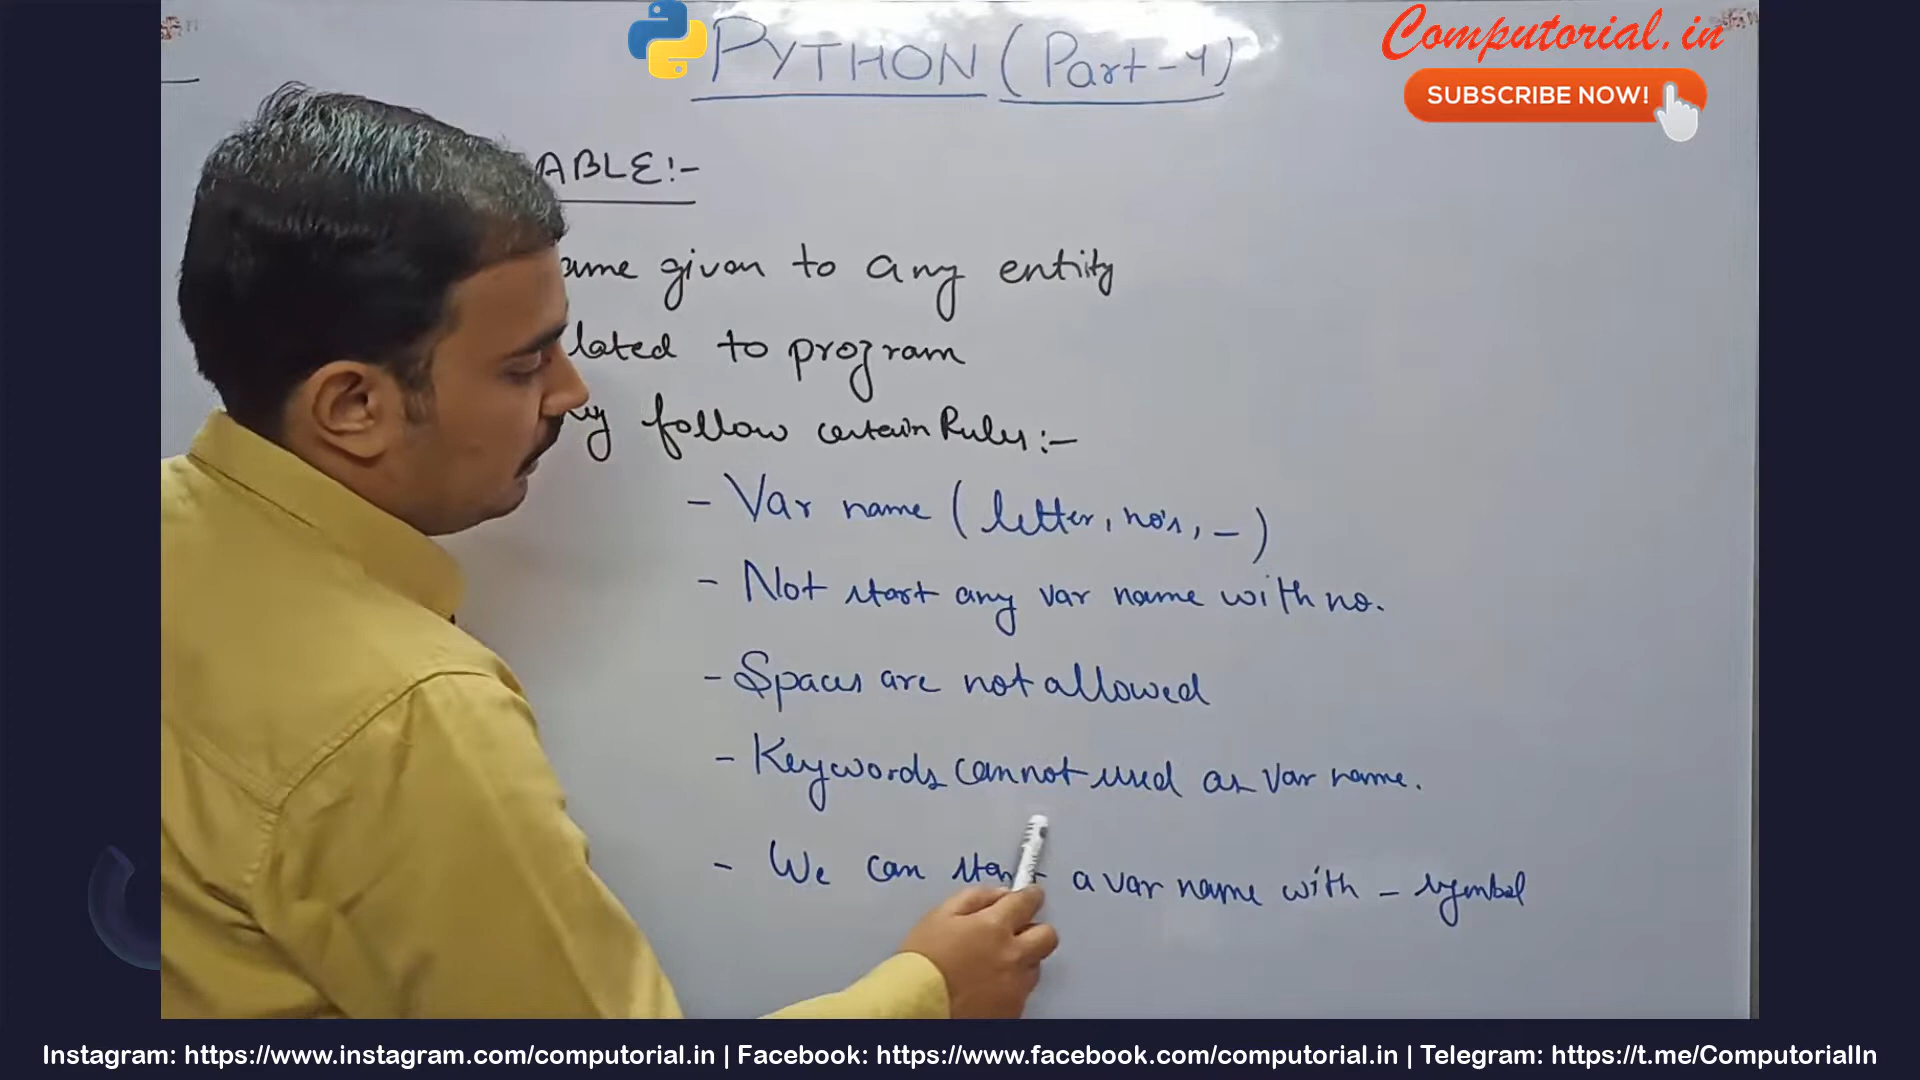 PYTHON (Part-4)
Computorial.in
SUBSCRIBE NOW!
ABLE:-
ame given to any entity
lated to program
follow certain Rules:-
- Var name (letter, no's, _)
- Not start any var name with no.
- Spaces are not allowed
- Keywords cannot used as var name.
- We can start a var name with _ symbol
Instagram: https://www.instagram.com/computorial.in | Facebook: https://www.facebook.com/computorial.in | Telegram: https://t.me/ComputorialIn